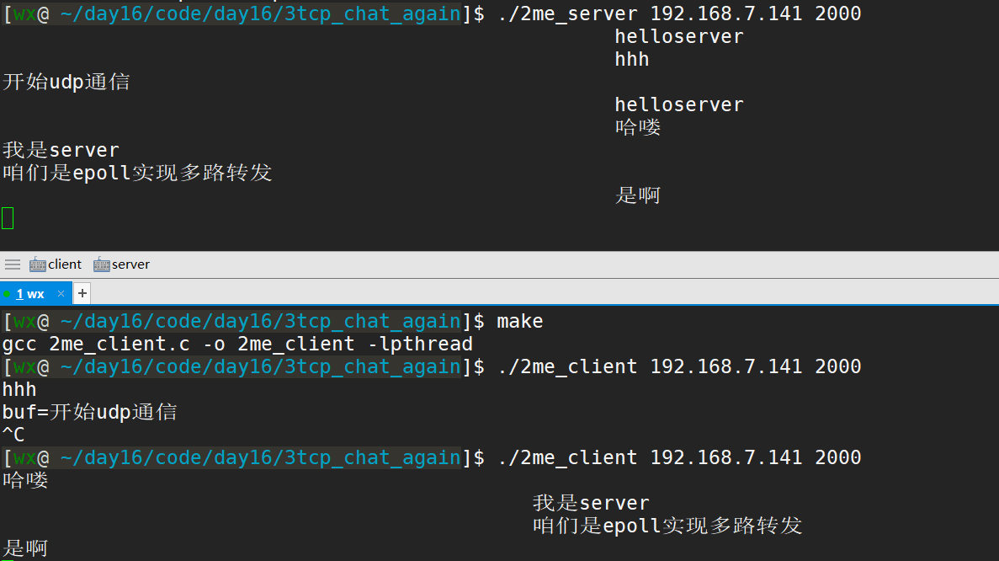 [wx@ ~/day16/code/day16/3tcp_chat_again]$ ./2me_server 192.168.7.141 2000
helloserver
hhh
开始udp通信
helloserver
哈喽
我是server
咱们是epoll实现多路转发
是啊
client server
1 wx × +
[wx@ ~/day16/code/day16/3tcp_chat_again]$ make
gcc 2me_client.c -o 2me_client -lpthread
[wx@ ~/day16/code/day16/3tcp_chat_again]$ ./2me_client 192.168.7.141 2000
hhh
buf=开始udp通信
^C
[wx@ ~/day16/code/day16/3tcp_chat_again]$ ./2me_client 192.168.7.141 2000
哈喽
我是server
咱们是epoll实现多路转发
是啊